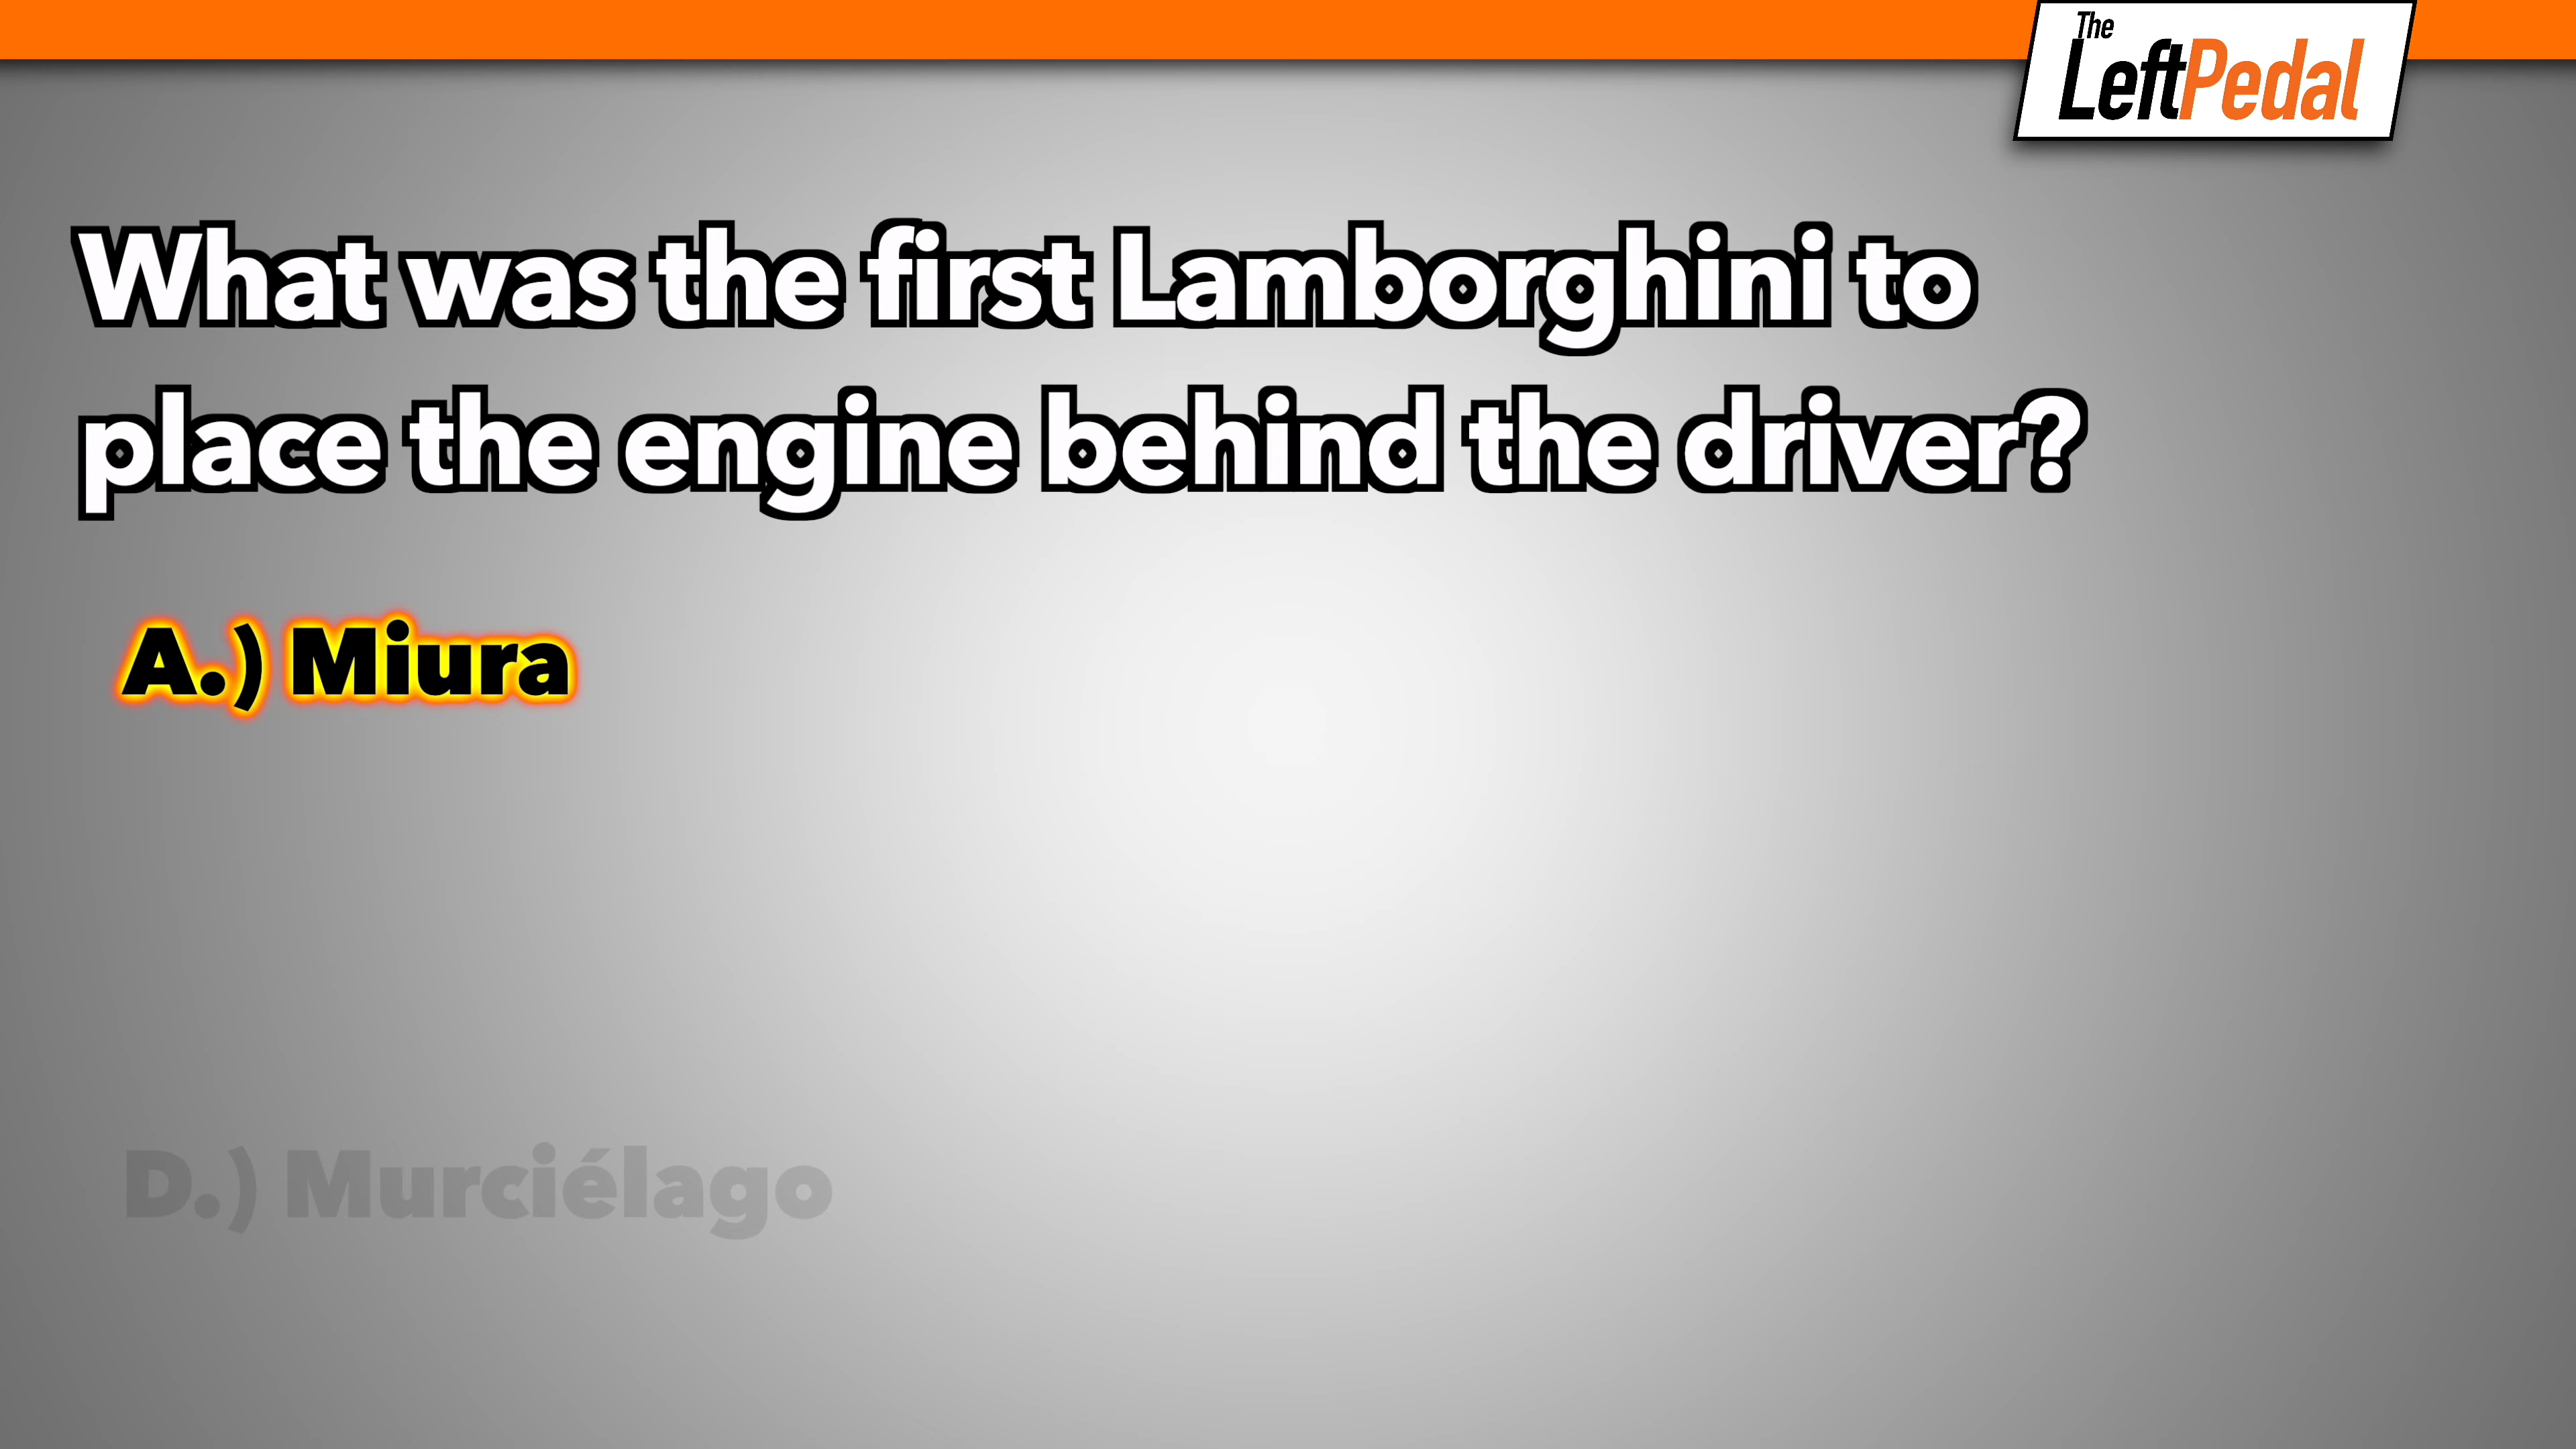 The
LeftPedal
What was the first Lamborghini to
place the engine behind the driver?
A.) Miura
D.) Murciélago